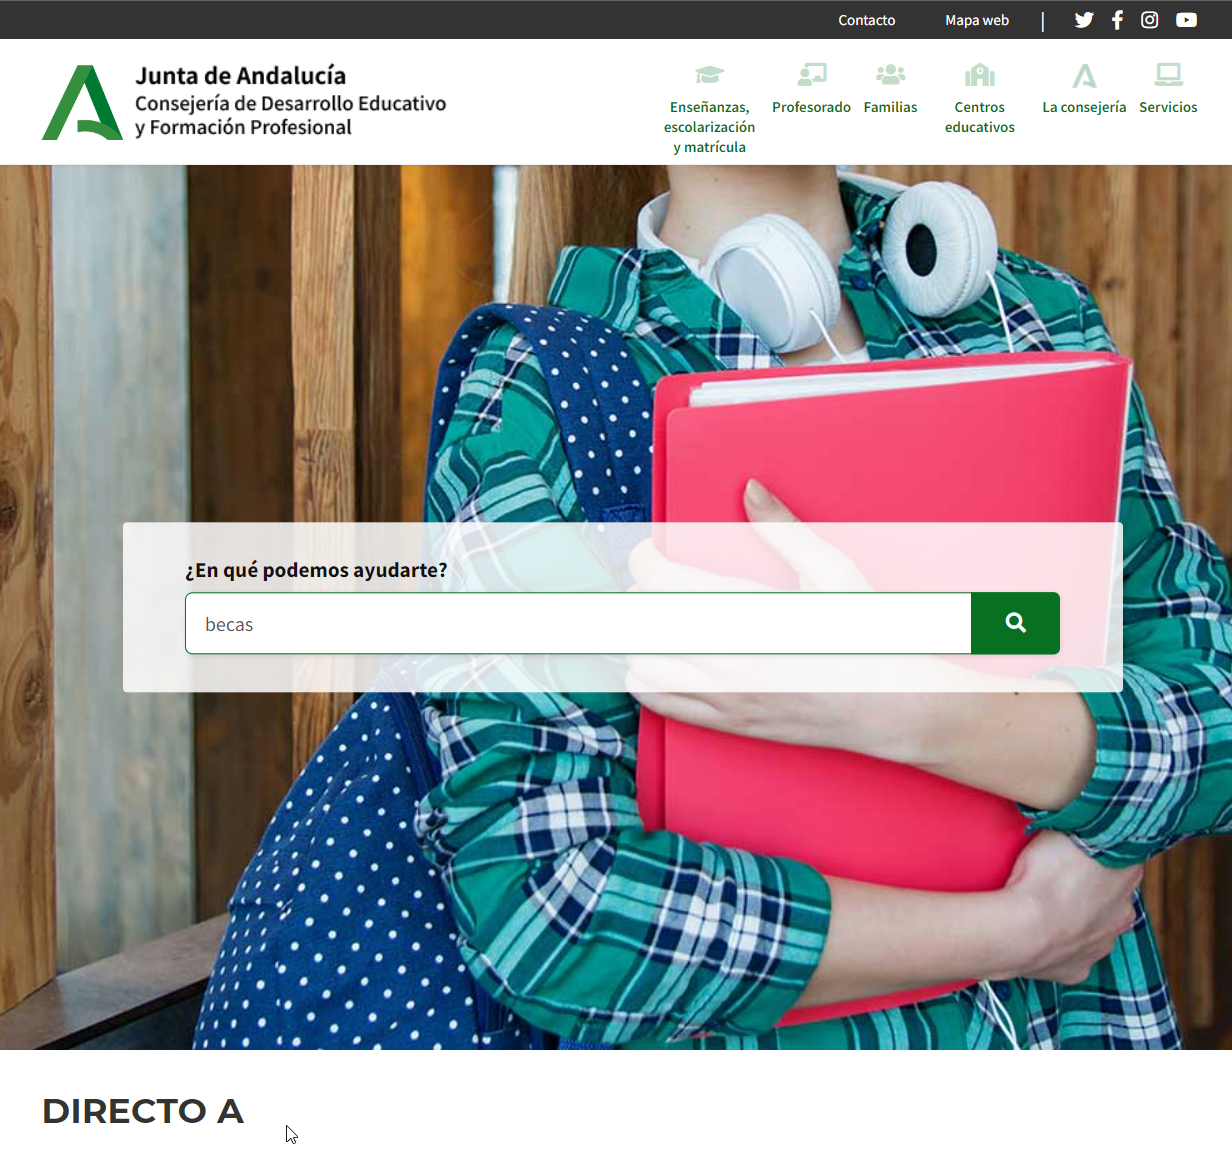 Contacto
Mapa web
Junta de Andalucía
Consejería de Desarrollo Educativo
y Formación Profesional
Enseñanzas,
escolarización
y matrícula
Profesorado
Familias
Centros
educativos
La consejería
Servicios
¿En qué podemos ayudarte?
becas
DIRECTO A